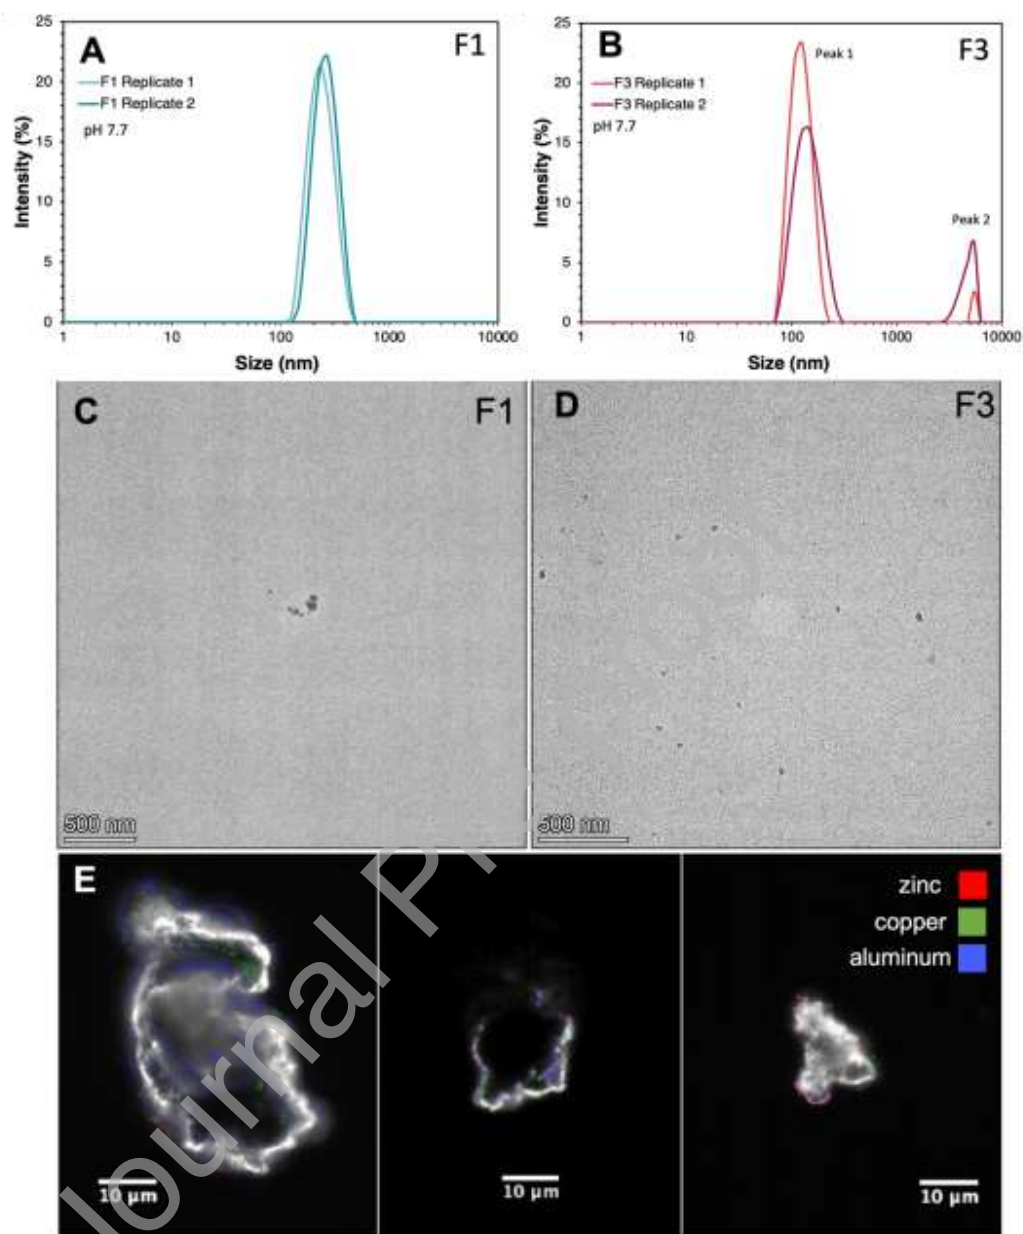 A
F1
F1 Replicate 1
F1 Replicate 2
pH 7.7
25
20
15
10
5
0
Intensity (%)
1
10
100
1000
10000
Size (nm)
B
F3
Peak 1
F3 Replicate 1
F3 Replicate 2
pH 7.7
Peak 2
25
20
15
10
5
0
Intensity (%)
1
10
100
1000
10000
Size (nm)
C
F1
500 nm
D
F3
500 nm
E
zinc
copper
aluminum
10 µm
10 µm
10 µm
Journal Pr